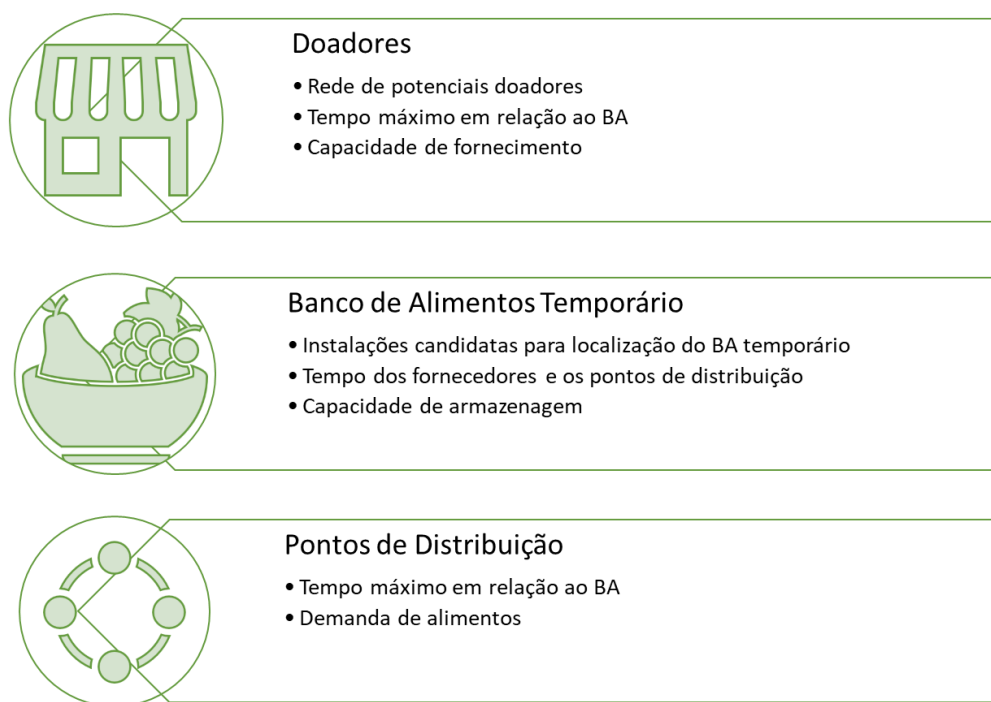 Doadores
• Rede de potenciais doadores
• Tempo máximo em relação ao BA
• Capacidade de fornecimento
Banco de Alimentos Temporário
• Instalações candidatas para localização do BA temporário
• Tempo dos fornecedores e os pontos de distribuição
• Capacidade de armazenagem
Pontos de Distribuição
• Tempo máximo em relação ao BA
• Demanda de alimentos